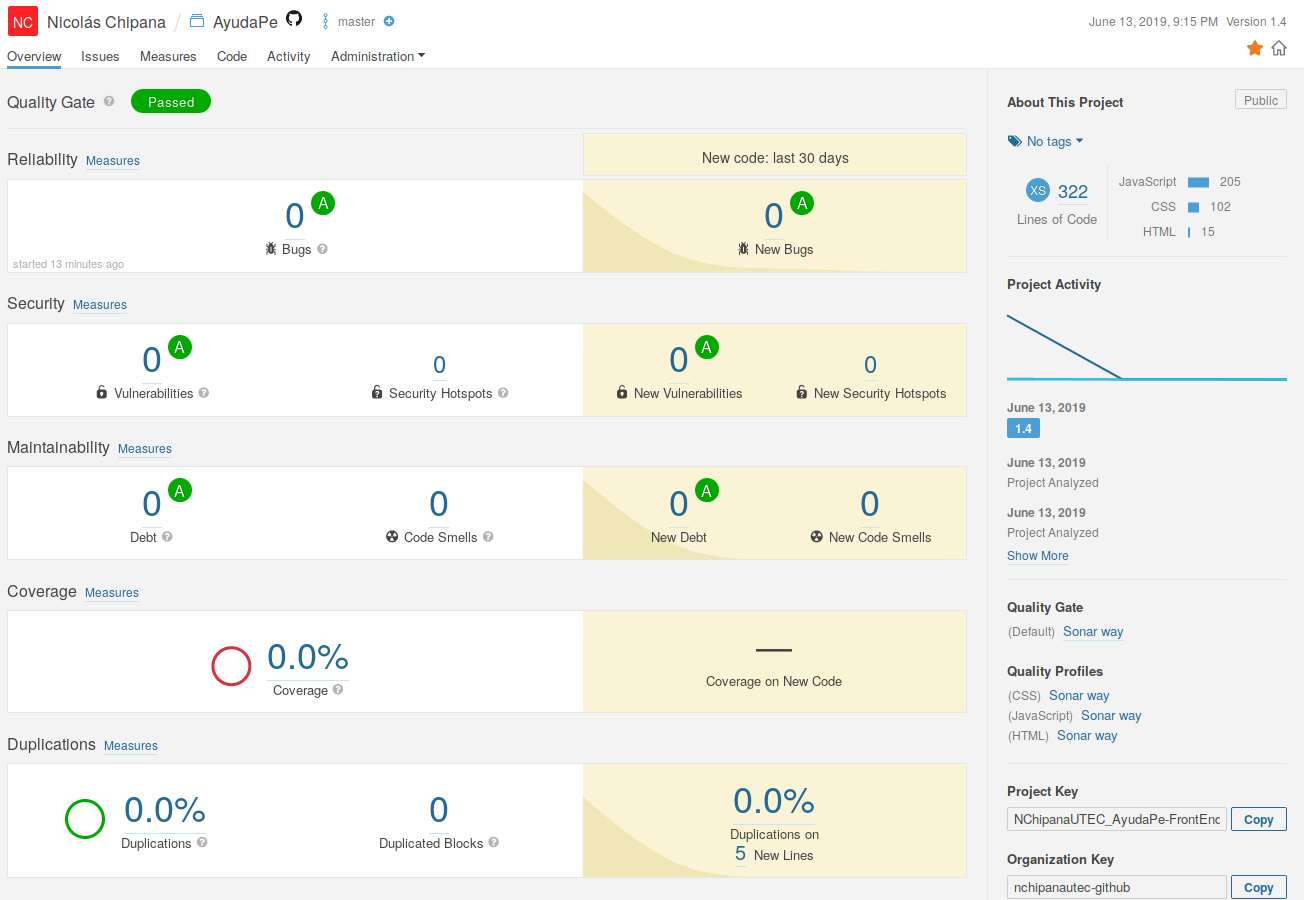 NC Nicolás Chipana / AyudaPe master
June 13, 2019, 9:15 PM Version 1.4
Overview Issues Measures Code Activity Administration
Quality Gate ? Passed
Reliability Measures
New code: last 30 days
0 A
Bugs ?
started 13 minutes ago
0 A
New Bugs
Security Measures
0 A
Vulnerabilities ?
0
Security Hotspots ?
0 A
New Vulnerabilities
0
New Security Hotspots
Maintainability Measures
0 A
Debt ?
0
Code Smells ?
0 A
New Debt
0
New Code Smells
Coverage Measures
0.0%
Coverage ?
—
Coverage on New Code
Duplications Measures
0.0%
Duplications ?
0
Duplicated Blocks ?
0.0%
Duplications on
5 New Lines
About This Project Public
No tags
XS 322
Lines of Code
JavaScript 205
CSS 102
HTML 15
Project Activity
June 13, 2019
1.4
June 13, 2019
Project Analyzed
June 13, 2019
Project Analyzed
Show More
Quality Gate
(Default) Sonar way
Quality Profiles
(CSS) Sonar way
(JavaScript) Sonar way
(HTML) Sonar way
Project Key
NChipanaUTEC_AyudaPe-FrontEnc Copy
Organization Key
nchipanautec-github Copy